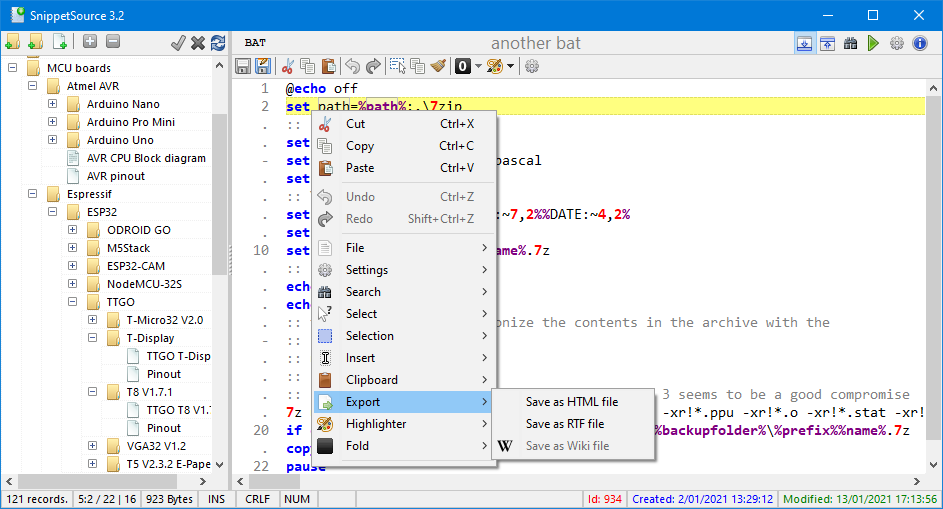 SnippetSource 3.2
BAT
another bat
MCU boards
Atmel AVR
Arduino Nano
Arduino Pro Mini
Arduino Uno
AVR CPU Block diagram
AVR pinout
Espressif
ESP32
ODROID GO
M5Stack
ESP32-CAM
NodeMCU-32S
TTGO
T-Micro32 V2.0
T-Display
TTGO T-Disp
Pinout
T8 V1.7.1
TTGO T8 V1.
Pinout
VGA32 V1.2
T5 V2.3.2 E-Pape
1 @echo off
2 set path=%path%;.\7zip
. ::
. set
- set pascal
. set
. ::
. set :~7,2%%DATE:~4,2%
. set
10 set name%.7z
. ::
. echo
. echo
. :: onize the contents in the archive with the
- ::
. ::
. ::
. :: 3 seems to be a good compromise
. 7z -xr!*.ppu -xr!*.o -xr!*.stat -xr!
20 if %backupfolder%\%prefix%%name%.7z
. copy
22 pause
Cut Ctrl+X
Copy Ctrl+C
Paste Ctrl+V
Undo Ctrl+Z
Redo Shift+Ctrl+Z
File
Settings
Search
Select
Selection
Insert
Clipboard
Export
Highlighter
Fold
Save as HTML file
Save as RTF file
W Save as Wiki file
121 records. 5:2 / 22 | 16 923 Bytes INS CRLF NUM Id: 934 Created: 2/01/2021 13:29:12 Modified: 13/01/2021 17:13:56